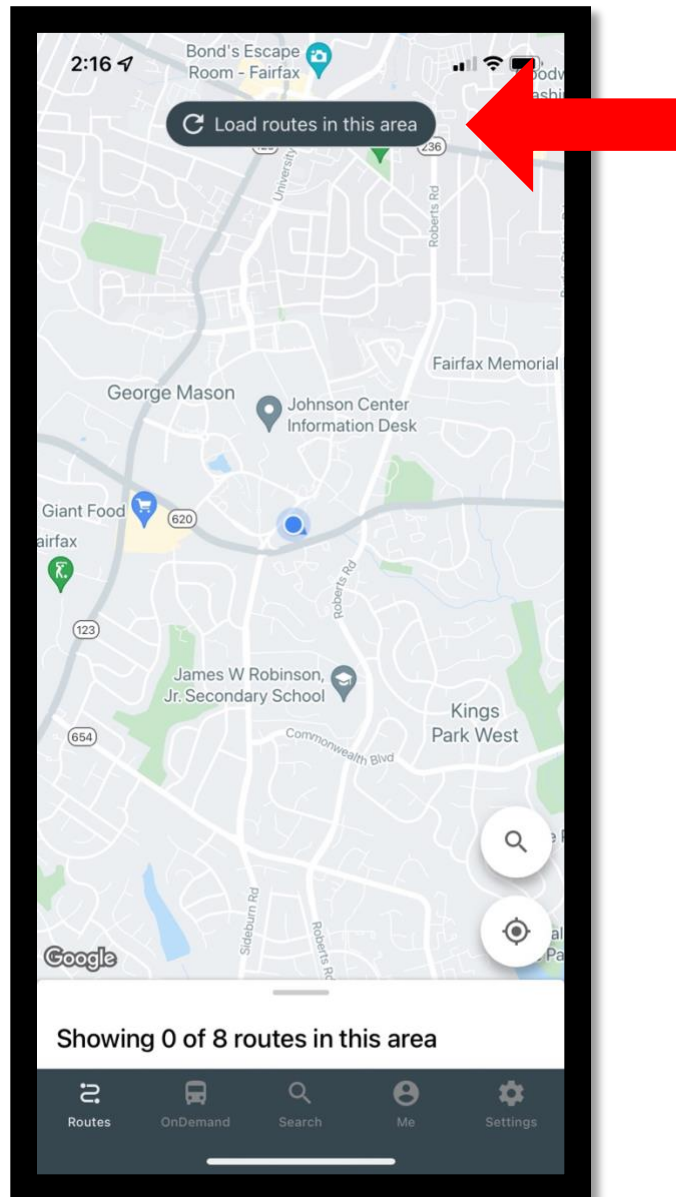 2:16
Bond's Escape
Room - Fairfax
Load routes in this area
236
University
Roberts Rd
Fairfax Memorial
George Mason
Johnson Center
Information Desk
Giant Food
620
airfax
Roberts Rd
123
James W Robinson,
Jr. Secondary School
Kings
Park West
654
Commonwealth Blvd
Sideburn Rd
Roberts Rd
Google
Showing 0 of 8 routes in this area
Routes
OnDemand
Search
Me
Settings